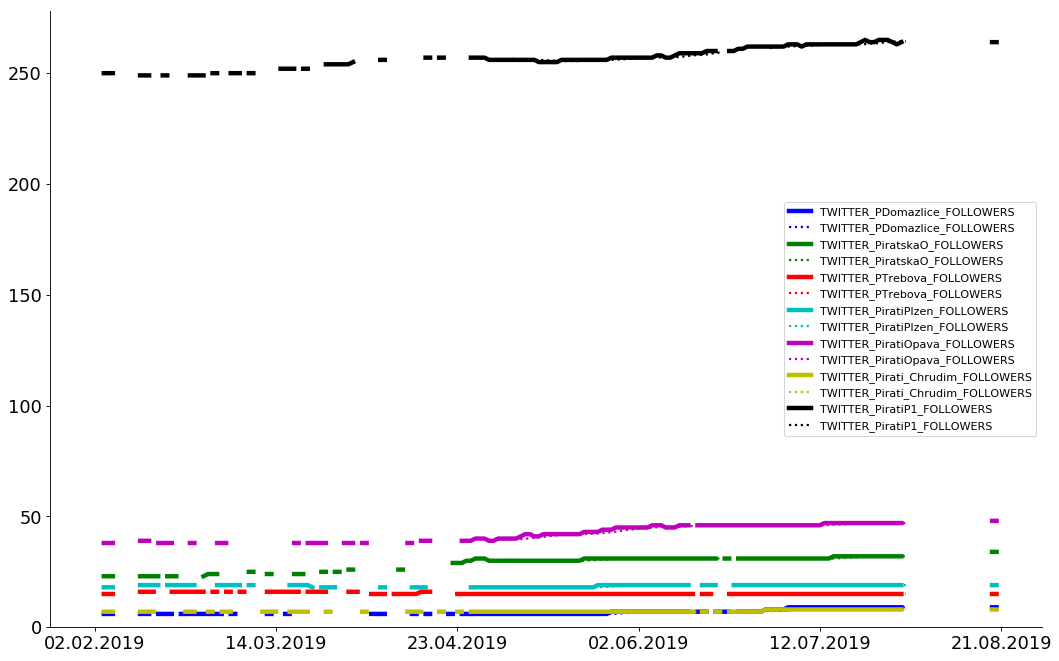 250
200
150
100
50
0
TWITTER_PDomazlice_FOLLOWERS
TWITTER_PDomazlice_FOLLOWERS
TWITTER_PiratskaO_FOLLOWERS
TWITTER_PiratskaO_FOLLOWERS
TWITTER_PTrebova_FOLLOWERS
TWITTER_PTrebova_FOLLOWERS
TWITTER_PiratiPlzen_FOLLOWERS
TWITTER_PiratiPlzen_FOLLOWERS
TWITTER_PiratiOpava_FOLLOWERS
TWITTER_PiratiOpava_FOLLOWERS
TWITTER_Pirati_Chrudim_FOLLOWERS
TWITTER_Pirati_Chrudim_FOLLOWERS
TWITTER_PiratiP1_FOLLOWERS
TWITTER_PiratiP1_FOLLOWERS
02.02.2019 14.03.2019 23.04.2019 02.06.2019 12.07.2019 21.08.2019